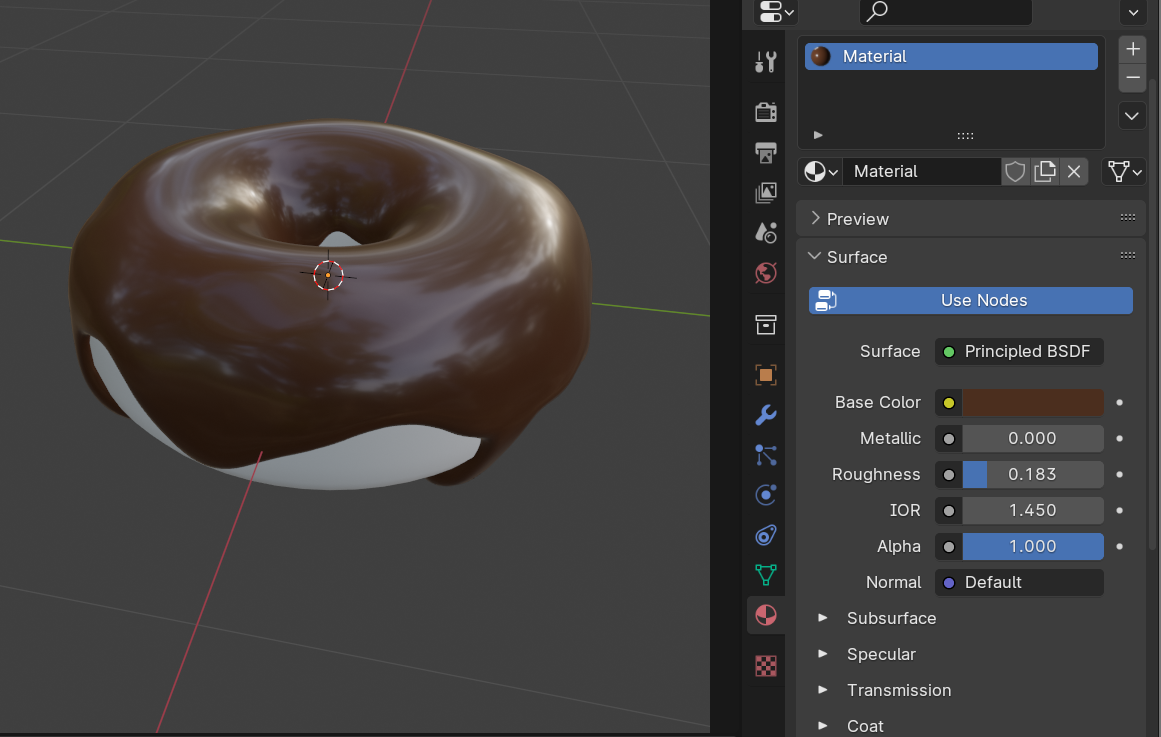 Material
Material
Preview
Surface
Use Nodes
Surface Principled BSDF
Base Color
Metallic 0.000
Roughness 0.183
IOR 1.450
Alpha 1.000
Normal Default
Subsurface
Specular
Transmission
Coat